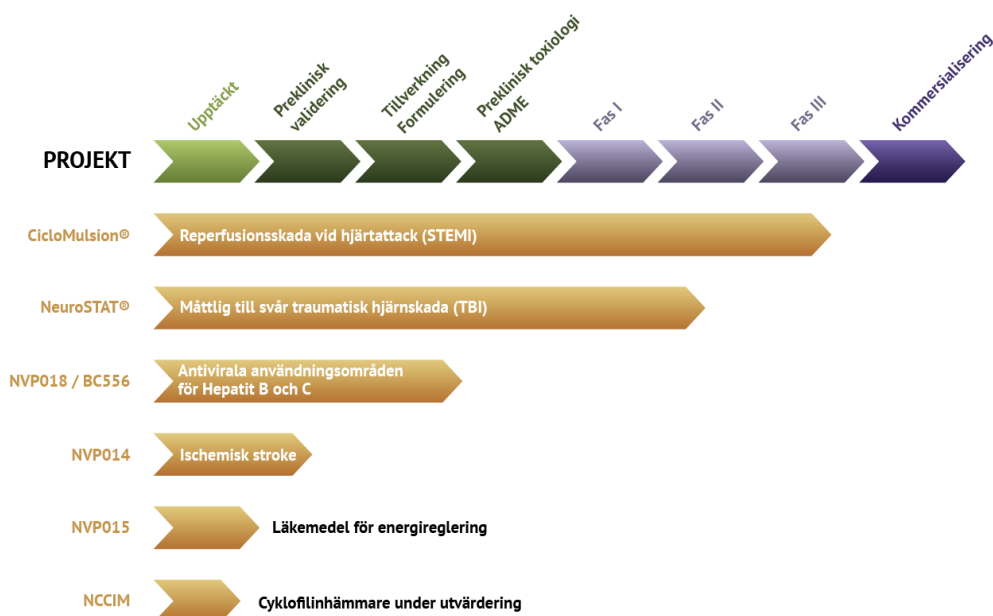 Upptäckt
Preklinisk
validering
Tillverkning
Formulering
Preklinisk toxiologi
ADME
Fas I
Fas II
Fas III
Kommersialisering
PROJEKT
CicloMulsion®
Reperfusionsskada vid hjärtattack (STEMI)
NeuroSTAT®
Måttlig till svår traumatisk hjärnskada (TBI)
NVP018 / BC556
Antivirala användningsområden
för Hepatit B och C
NVP014
Ischemisk stroke
NVP015
Läkemedel för energireglering
NCCIM
Cyklofilinhämmare under utvärdering